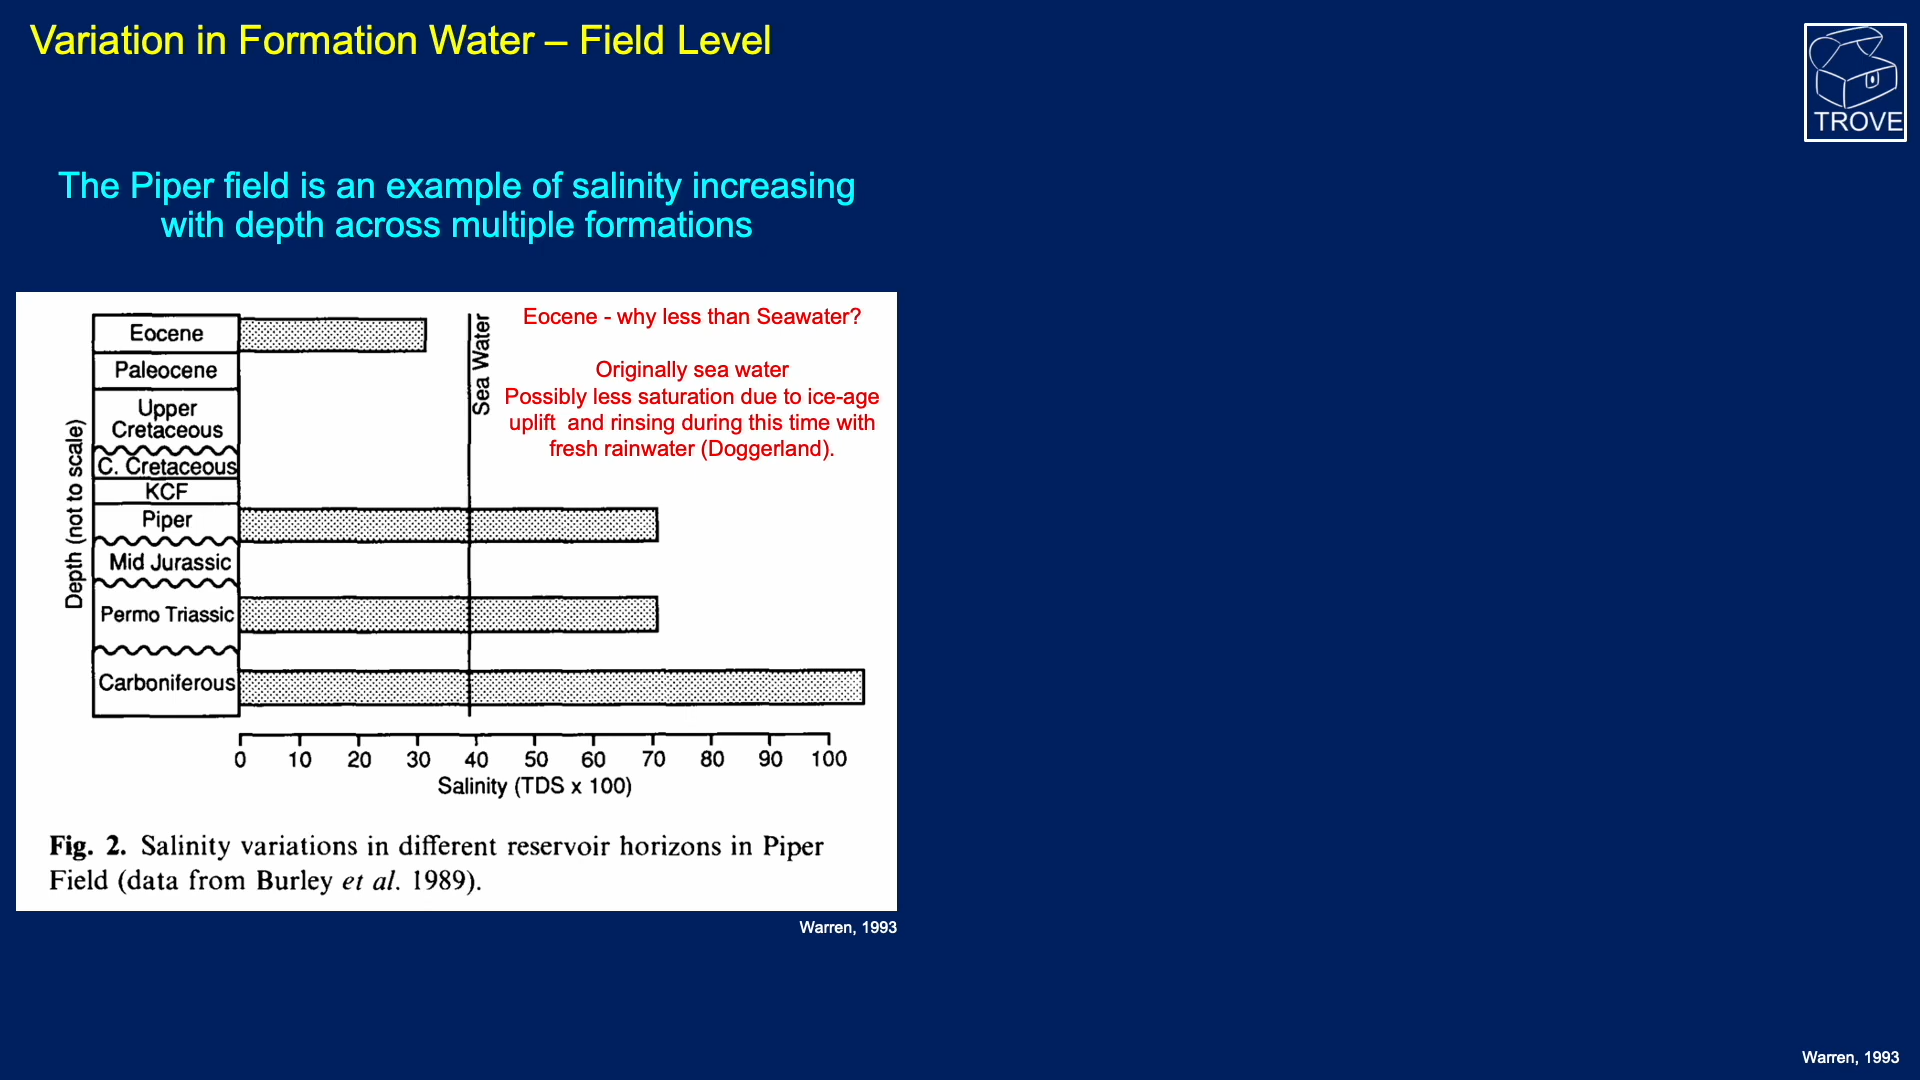 Variation in Formation Water – Field Level
TROVE
The Piper field is an example of salinity increasing
with depth across multiple formations
Eocene
Paleocene
Upper
Cretaceous
C. Cretaceous
KCF
Piper
Mid Jurassic
Permo Triassic
Carboniferous
Depth (not to scale)
Sea Water
Eocene - why less than Seawater?
Originally sea water
Possibly less saturation due to ice-age
uplift and rinsing during this time with
fresh rainwater (Doggerland).
0 10 20 30 40 50 60 70 80 90 100
Salinity (TDS x 100)
Fig. 2. Salinity variations in different reservoir horizons in Piper
Field (data from Burley et al. 1989).
Warren, 1993
Warren, 1993